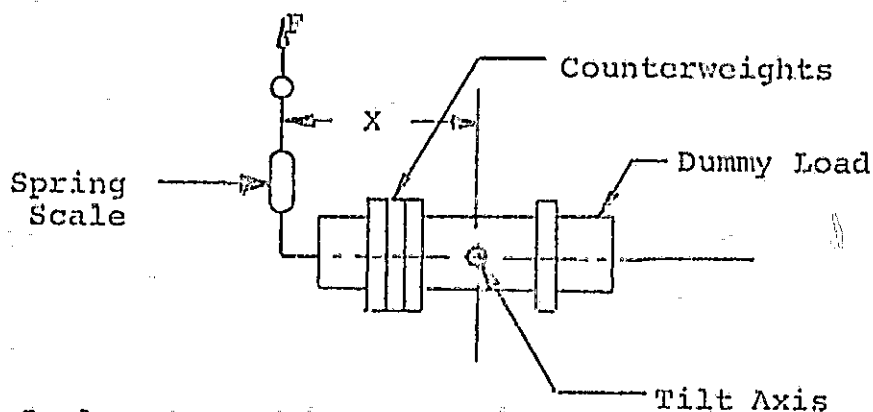 F
Counterweights
X
Dummy Load
Spring
Scale
Tilt Axis